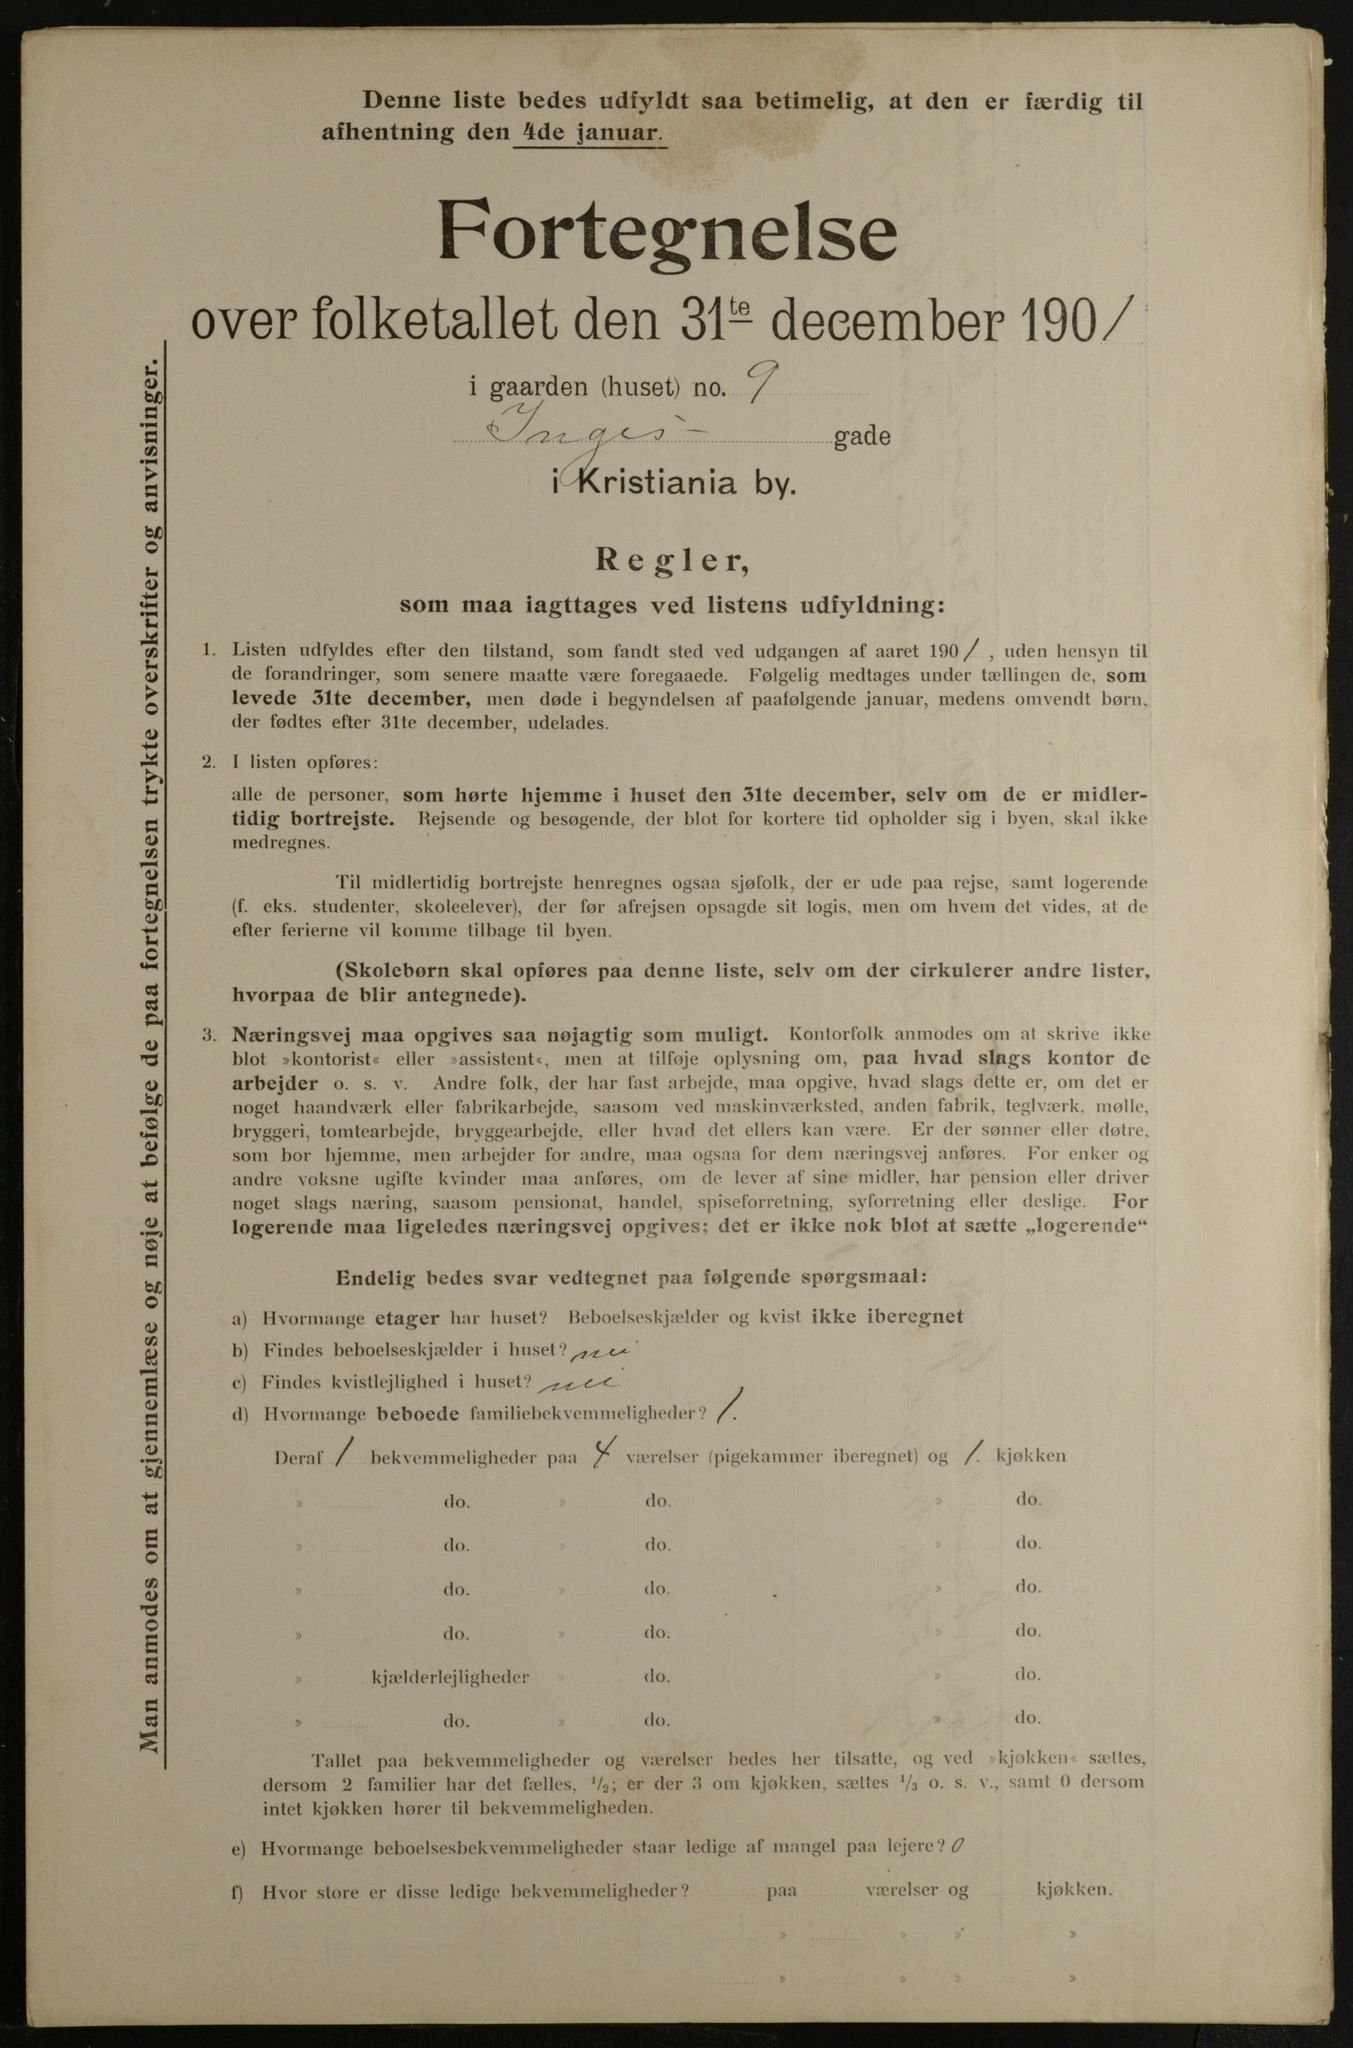 Denne liste bedes udfyldt saa betimelig, at den er færdig til
afhentning den 4de januar.
Fortegnelse
over folketallet den 31te december 1901
i gaarden (huset) no. 9
Inges- gade
i Kristiania by.
Regler,
som maa iagttages ved listens udfyldning:
1. Listen udfyldes efter den tilstand, som fandt sted ved udgangen af aaret 1901, uden hensyn til
de forandringer, som senere maatte være foregaaede. Følgelig medtages under tællingen de, som
levede 31te december, men døde i begyndelsen af paafølgende januar, medens omvendt børn,
der fødtes efter 31te december, udelades.
2. I listen opføres:
alle de personer, som hørte hjemme i huset den 31te december, selv om de er midler-
tidig bortrejste. Rejsende og besøgende, der blot for kortere tid opholder sig i byen, skal ikke
medregnes.
Til midlertidig bortrejste henregnes ogsaa sjøfolk, der er ude paa rejse, samt logerende
(f. eks. studenter, skoleelever), der før afrejsen opsagde sit logis, men om hvem det vides, at de
efter ferierne vil komme tilbage til byen.
(Skolebørn skal opføres paa denne liste, selv om der cirkulerer andre lister,
hvorpaa de blir antegnede).
3. Næringsvej maa opgives saa nøjagtig som muligt. Kontorfolk anmodes om at skrive ikke
blot »kontorist« eller »assistent«, men at tilføje oplysning om, paa hvad slags kontor de
arbejder o. s. v. Andre folk, der har fast arbejde, maa opgive, hvad slags dette er, om det er
noget haandværk eller fabrikarbejde, saasom ved maskinværksted, anden fabrik, teglværk, mølle,
bryggeri, tomtearbejde, bryggearbejde, eller hvad det ellers kan være. Er der sønner eller døtre,
som bor hjemme, men arbejder for andre, maa ogsaa for dem næringsvej anføres. For enker og
andre voksne ugifte kvinder maa anføres, om de lever af sine midler, har pension eller driver
noget slags næring, saasom pensionat, handel, spiseforretning, syforretning eller deslige. For
logerende maa ligeledes næringsvej opgives; det er ikke nok blot at sætte „logerende“
Endelig bedes svar vedtegnet paa følgende spørgsmaal:
a) Hvormange etager har huset? Beboelseskjælder og kvist ikke iberegnet
b) Findes beboelseskjælder i huset? nei
c) Findes kvistlejlighed i huset? nei
d) Hvormange beboede familiebekvemmeligheder? 1.
Deraf 1 bekvemmeligheder paa 4 værelser (pigekammer iberegnet) og 1. kjøkken
» do. » do. » do.
» do. » do. » do.
» do. » do. » do.
» do. » do. » do.
» kjælderlejligheder » do. » do.
» do. » do. » do.
Tallet paa bekvemmeligheder og værelser bedes her tilsatte, og ved »kjøkken« sættes,
dersom 2 familier har det fælles, 1/2; er der 3 om kjøkken, sættes 1/3 o. s. v., samt 0 dersom
intet kjøkken hører til bekvemmeligheden.
e) Hvormange beboelsesbekvemmeligheder staar ledige af mangel paa lejere? 0
f) Hvor store er disse ledige bekvemmeligheder? paa værelser og kjøkken.
» » » »
» » » »
Man anmodes om at gjennemlæse og nøje at befølge de paa fortegnelsen trykte overskrifter og anvisninger.